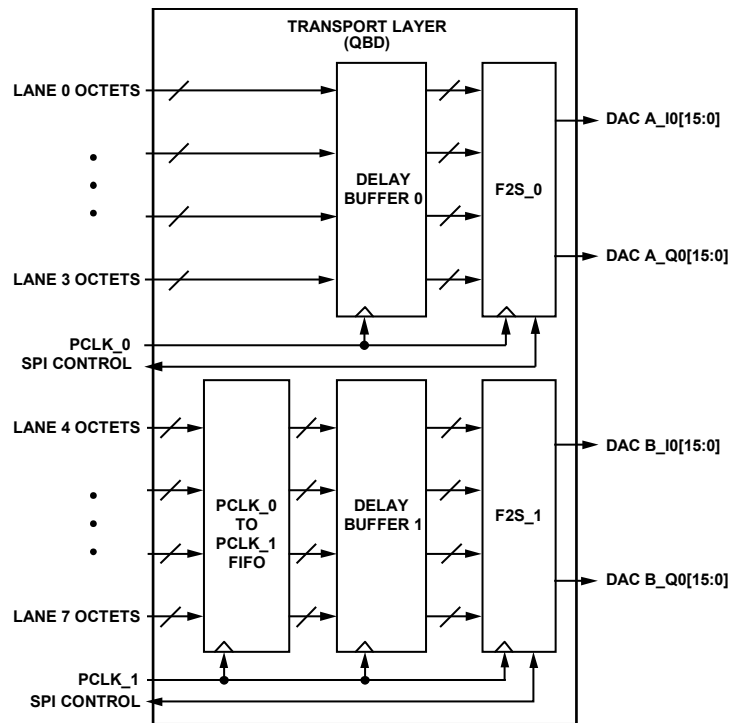 TRANSPORT LAYER
(QBD)
LANE 0 OCTETS
LANE 3 OCTETS
DELAY
BUFFER 0
F2S_0
DAC A_I0[15:0]
DAC A_Q0[15:0]
PCLK_0
SPI CONTROL
LANE 4 OCTETS
LANE 7 OCTETS
PCLK_0
TO
PCLK_1
FIFO
DELAY
BUFFER 1
F2S_1
DAC B_I0[15:0]
DAC B_Q0[15:0]
PCLK_1
SPI CONTROL